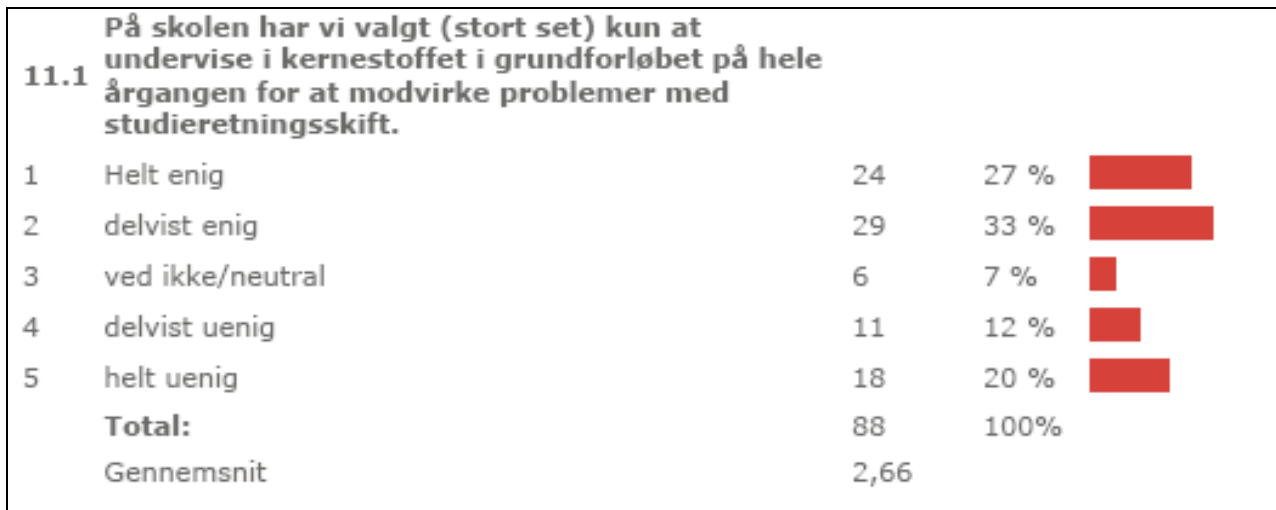 På skolen har vi valgt (stort set) kun at
11.1 undervise i kernestoffet i grundforløbet på hele
årgangen for at modvirke problemer med
studieretningsskift.
1 Helt enig 24 27 %
2 delvist enig 29 33 %
3 ved ikke/neutral 6 7 %
4 delvist uenig 11 12 %
5 helt uenig 18 20 %
Total: 88 100%
Gennemsnit 2,66